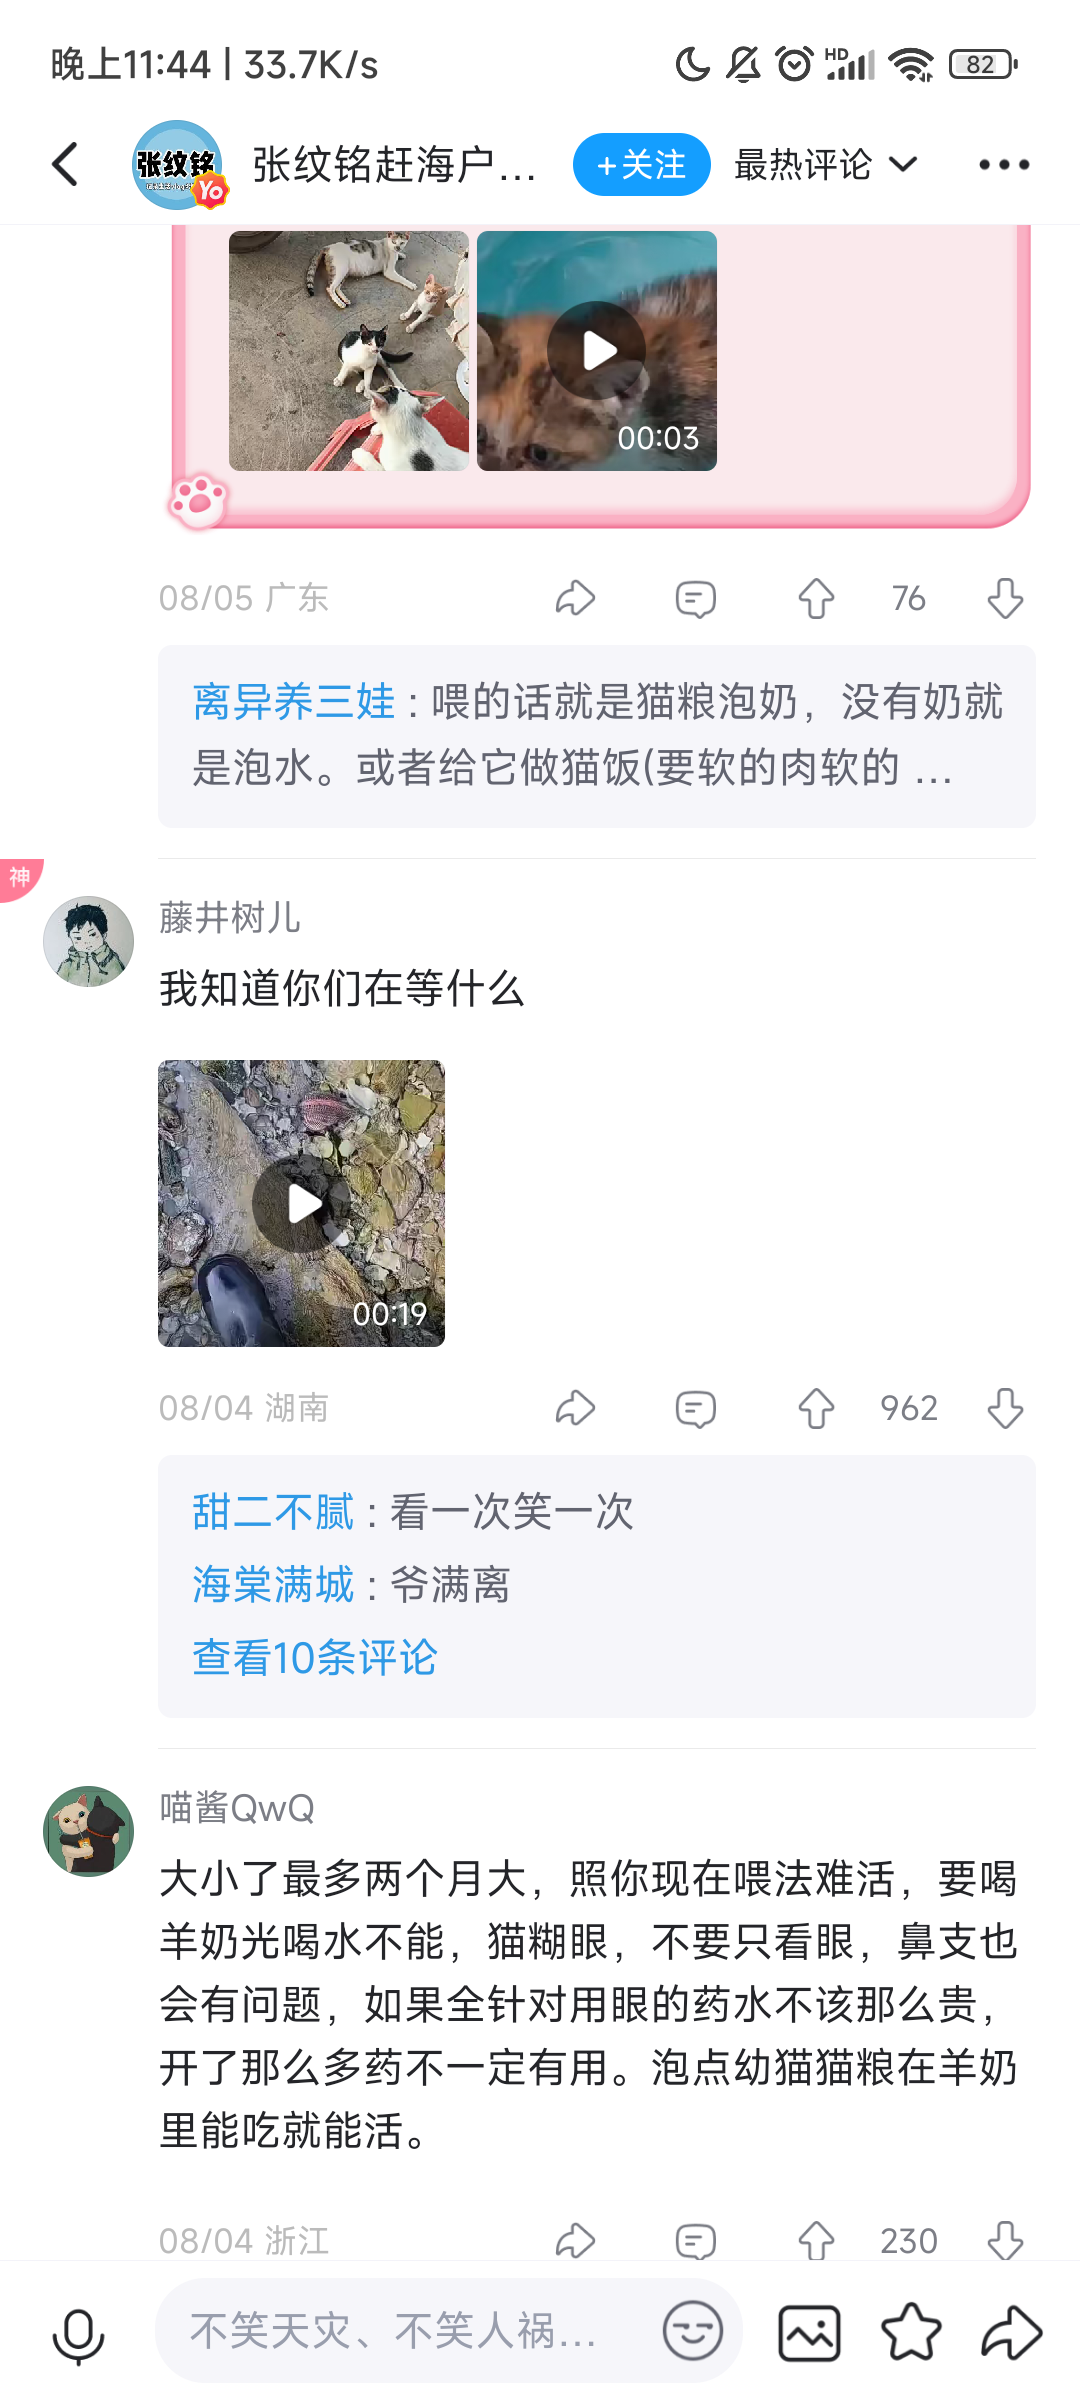 晚上11:44 | 33.7K/s
HD
82
张纹铭
Yo
张纹铭赶海户...
+关注
最热评论
00:03
08/05 广东
76
离异养三娃 : 喂的话就是猫粮泡奶，没有奶就
是泡水。或者给它做猫饭(要软的肉软的 ...
神
藤井树儿
我知道你们在等什么
00:19
08/04 湖南
962
甜二不腻 : 看一次笑一次
海棠满城 : 爷满离
查看10条评论
喵酱QwQ
大小了最多两个月大，照你现在喂法难活，要喝
羊奶光喝水不能，猫糊眼，不要只看眼，鼻支也
会有问题，如果全针对用眼的药水不该那么贵，
开了那么多药不一定有用。泡点幼猫猫粮在羊奶
里能吃就能活。
08/04 浙江
230
不笑天灾、不笑人祸...